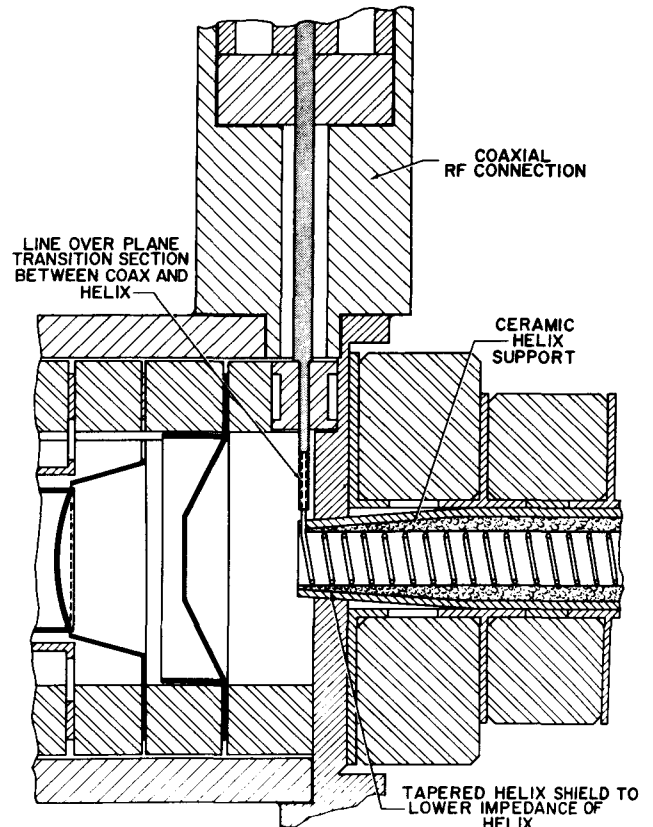 COAXIAL
RF CONNECTION
LINE OVER PLANE
TRANSITION SECTION
BETWEEN COAX AND
HELIX
CERAMIC
HELIX
SUPPORT
TAPERED HELIX SHIELD TO
LOWER IMPEDANCE OF
HELIX